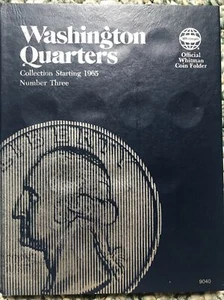 Washington
Quarters
Collection Starting 1965
Number Three
Official
Whitman
Coin Folder
9040